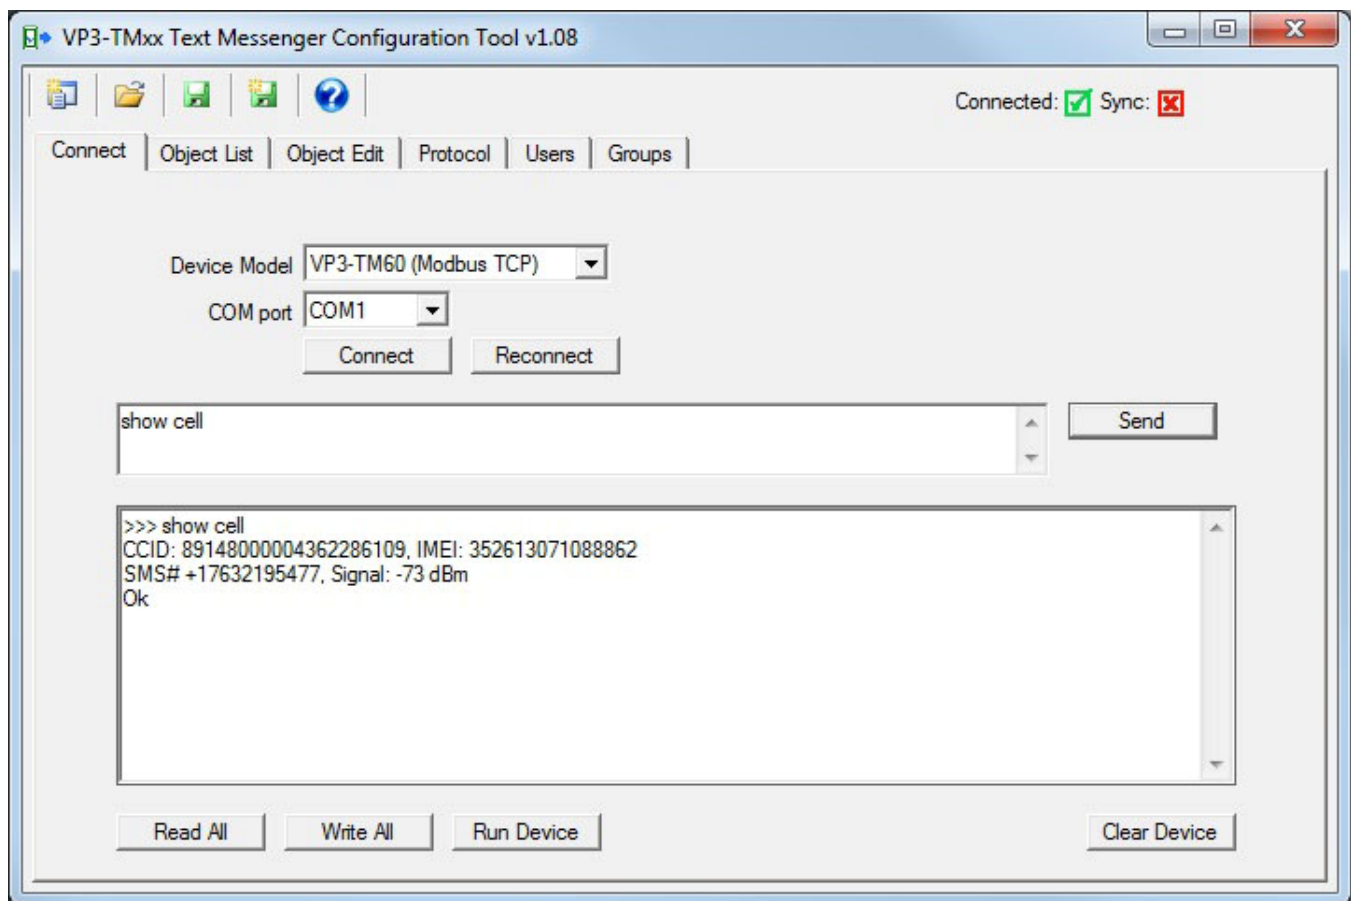 VP3-TMxx Text Messenger Configuration Tool v1.08
Connected: Sync:
Connect Object List Object Edit Protocol Users Groups
Device Model VP3-TM60 (Modbus TCP)
COM port COM1
Connect Reconnect
show cell Send
>>> show cell
CCID: 89148000004362286109, IMEI: 352613071088862
SMS# +17632195477, Signal: -73 dBm
Ok
Read All Write All Run Device Clear Device